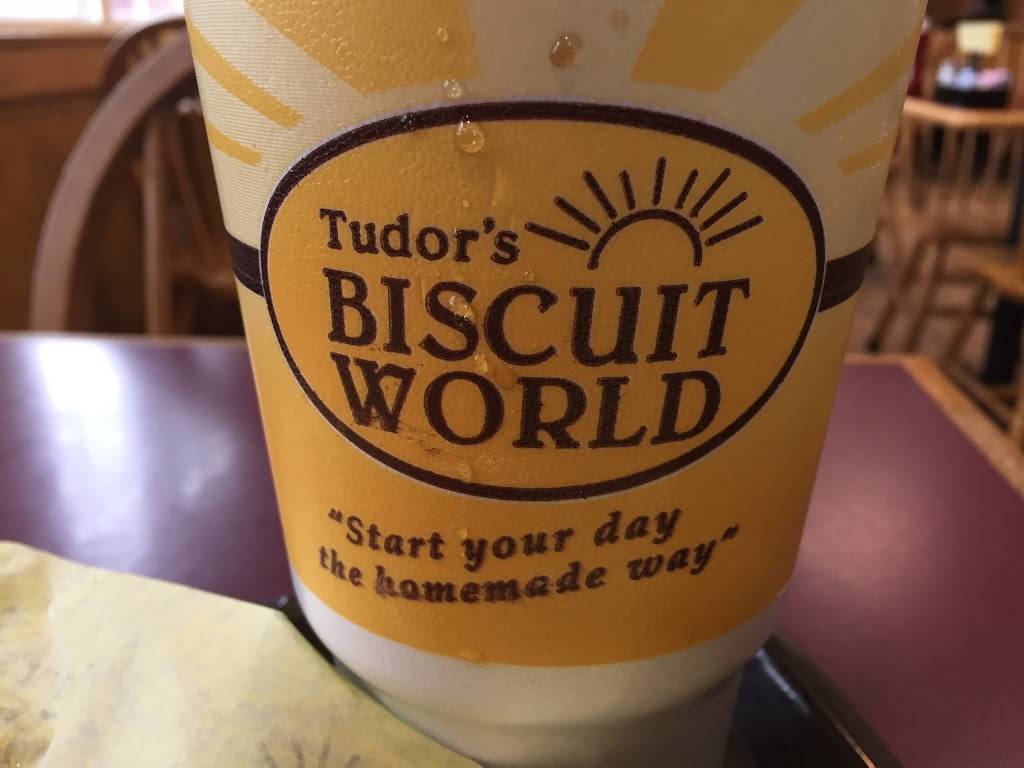 Tudor's
BISCUIT
WORLD
"Start your day
the homemade way"